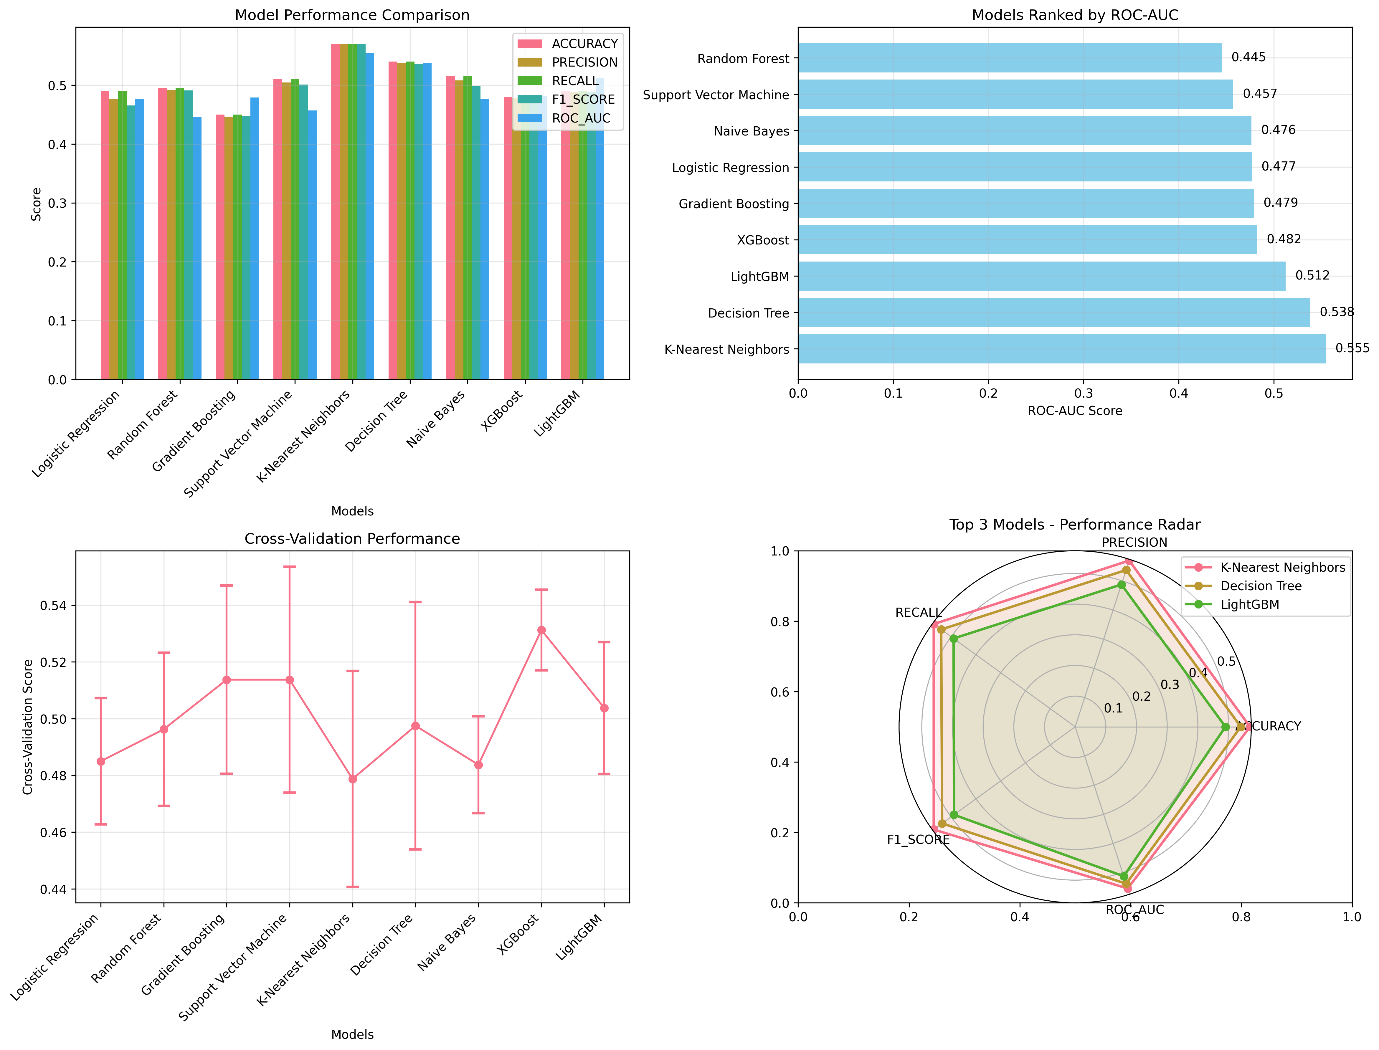 Model Performance Comparison
Score
0.5
0.4
0.3
0.2
0.1
0.0
ACCURACY
PRECISION
RECALL
F1_SCORE
ROC_AUC
Logistic Regression
Random Forest
Gradient Boosting
Support Vector Machine
K-Nearest Neighbors
Decision Tree
Naive Bayes
XGBoost
LightGBM
Models
Models Ranked by ROC-AUC
Random Forest 0.445
Support Vector Machine 0.457
Naive Bayes 0.476
Logistic Regression 0.477
Gradient Boosting 0.479
XGBoost 0.482
LightGBM 0.512
Decision Tree 0.538
K-Nearest Neighbors 0.555
0.0 0.1 0.2 0.3 0.4 0.5
ROC-AUC Score
Cross-Validation Performance
Cross-Validation Score
0.54
0.52
0.50
0.48
0.46
0.44
Logistic Regression
Random Forest
Gradient Boosting
Support Vector Machine
K-Nearest Neighbors
Decision Tree
Naive Bayes
XGBoost
LightGBM
Models
Top 3 Models - Performance Radar
PRECISION
K-Nearest Neighbors
Decision Tree
LightGBM
RECALL
ACCURACY
F1_SCORE
ROC_AUC
0.1
0.2
0.3
0.4
0.5
1.0
0.8
0.6
0.4
0.2
0.0
0.0 0.2 0.4 0.6 0.8 1.0